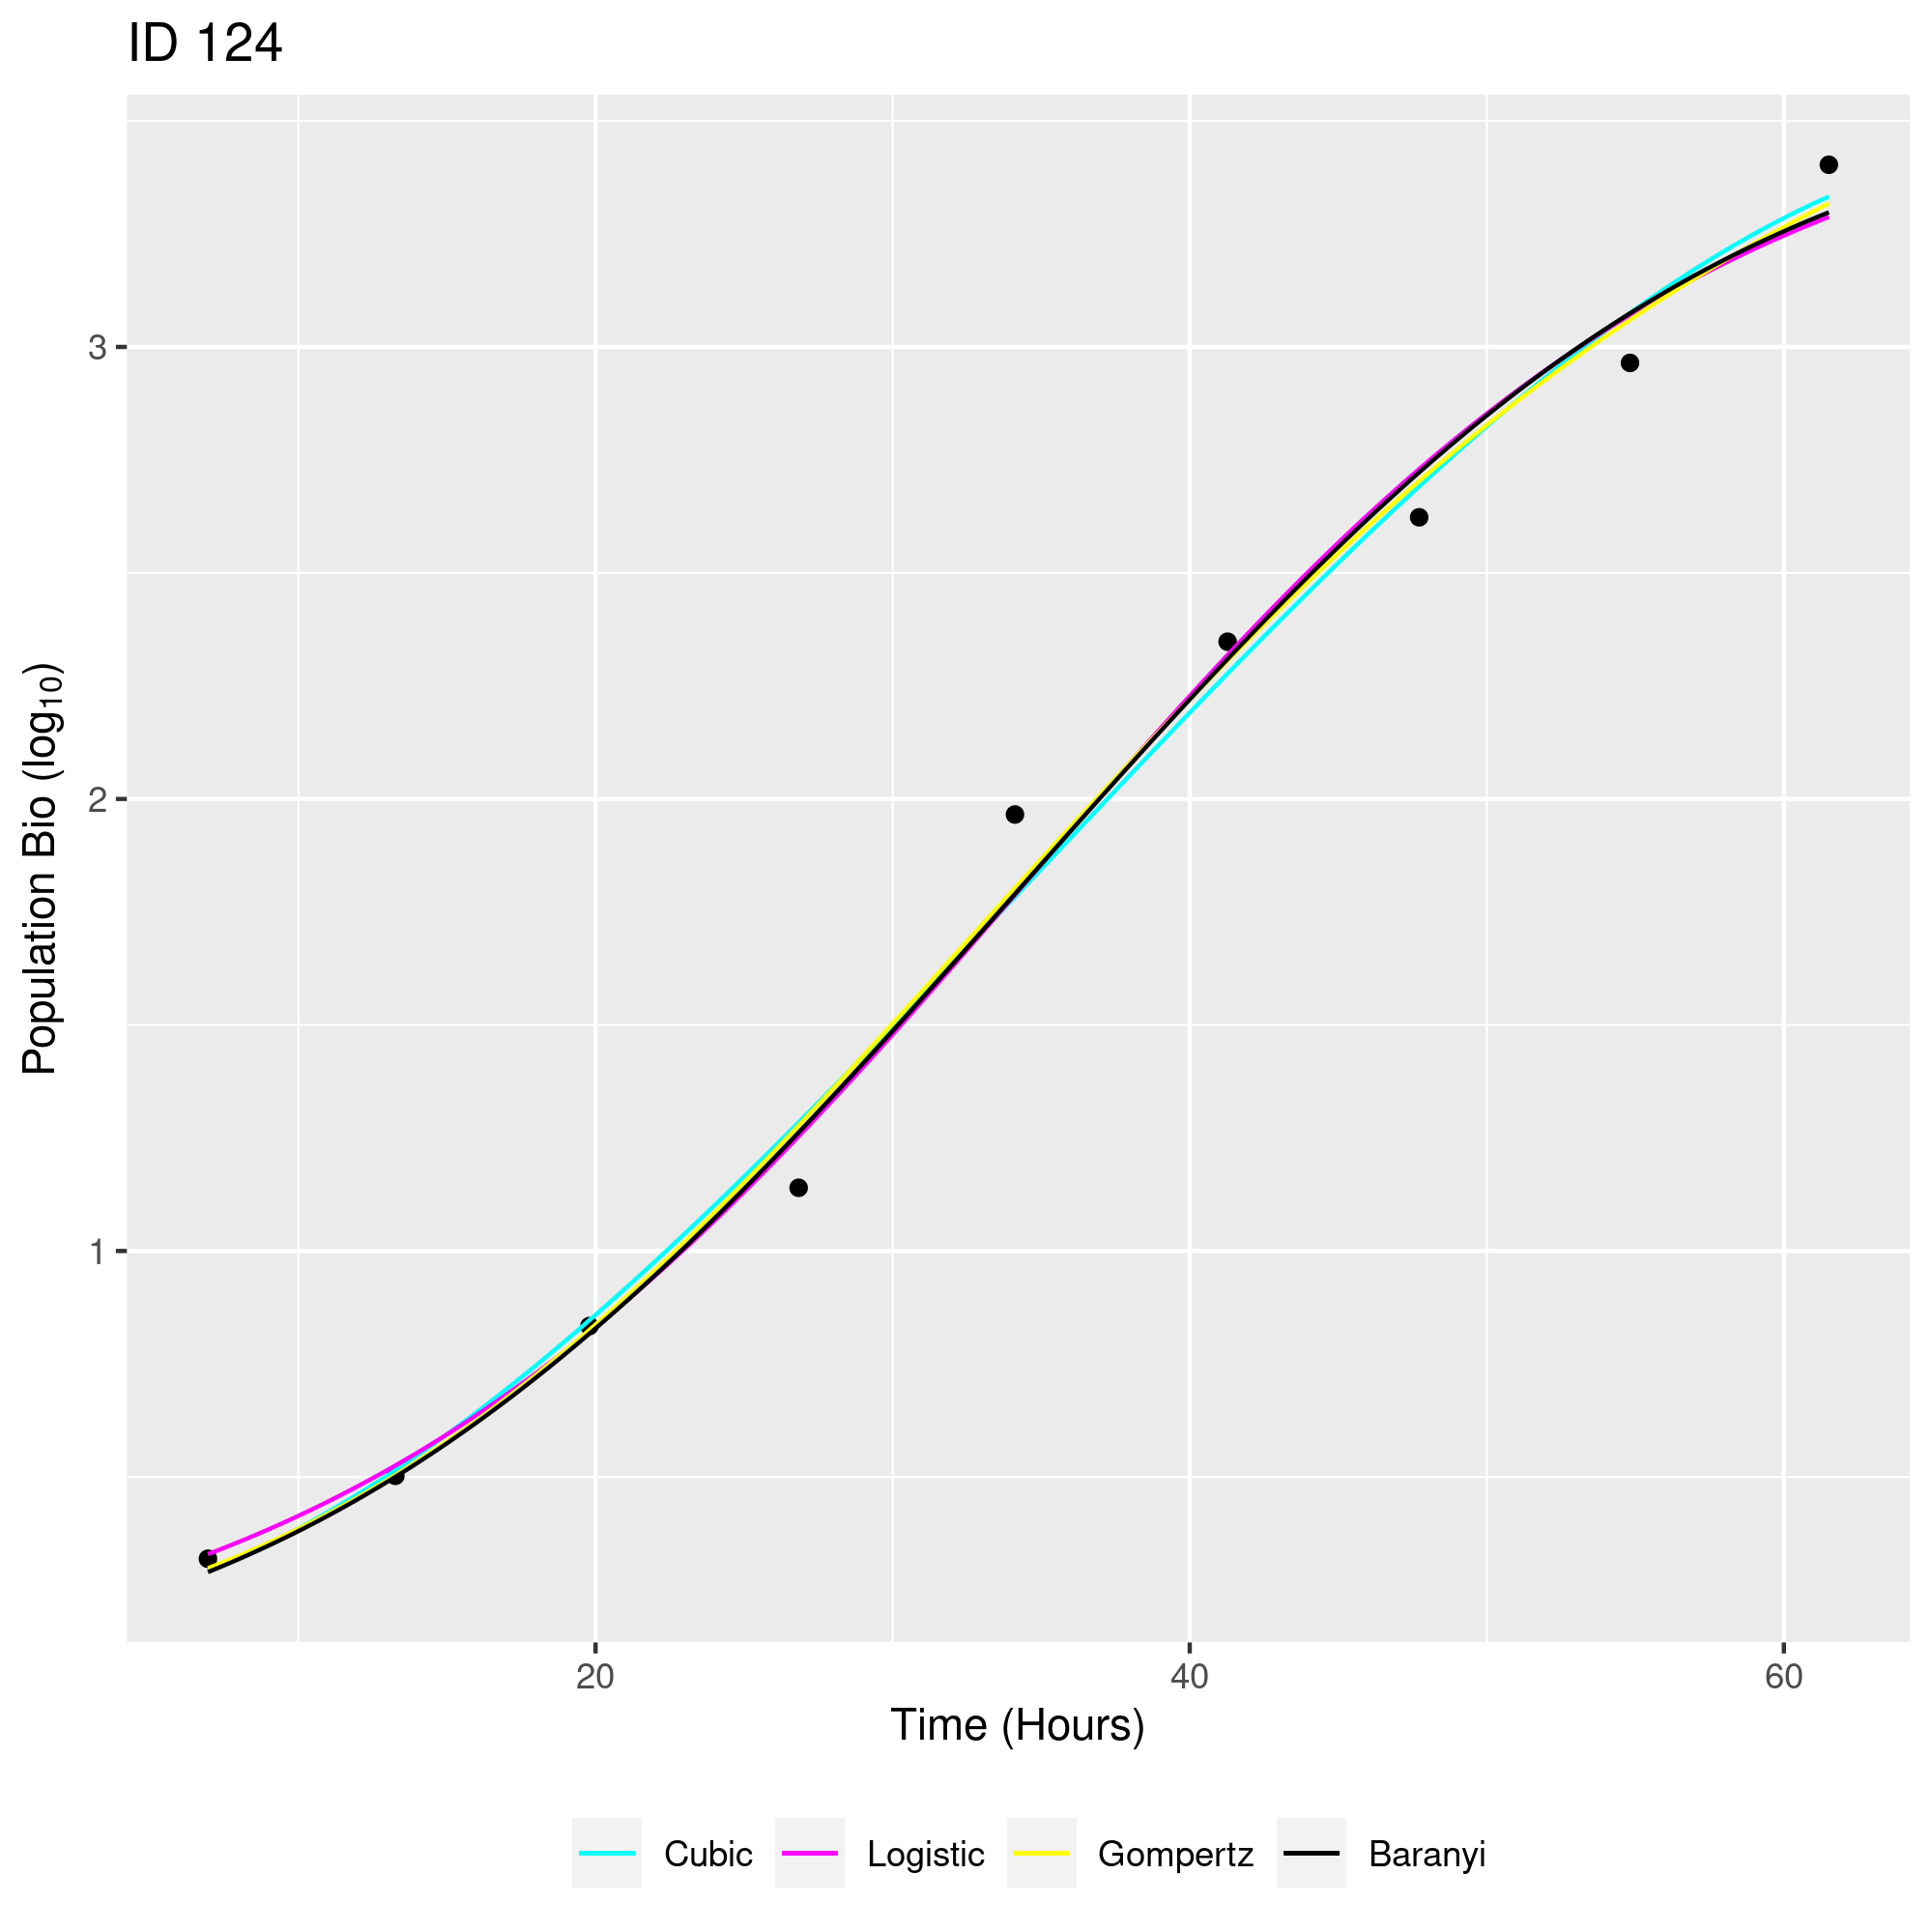 ID 124
Population Bio (log₁₀)
3
2
1
20 40 60
Time (Hours)
Cubic Logistic Gompertz Baranyi